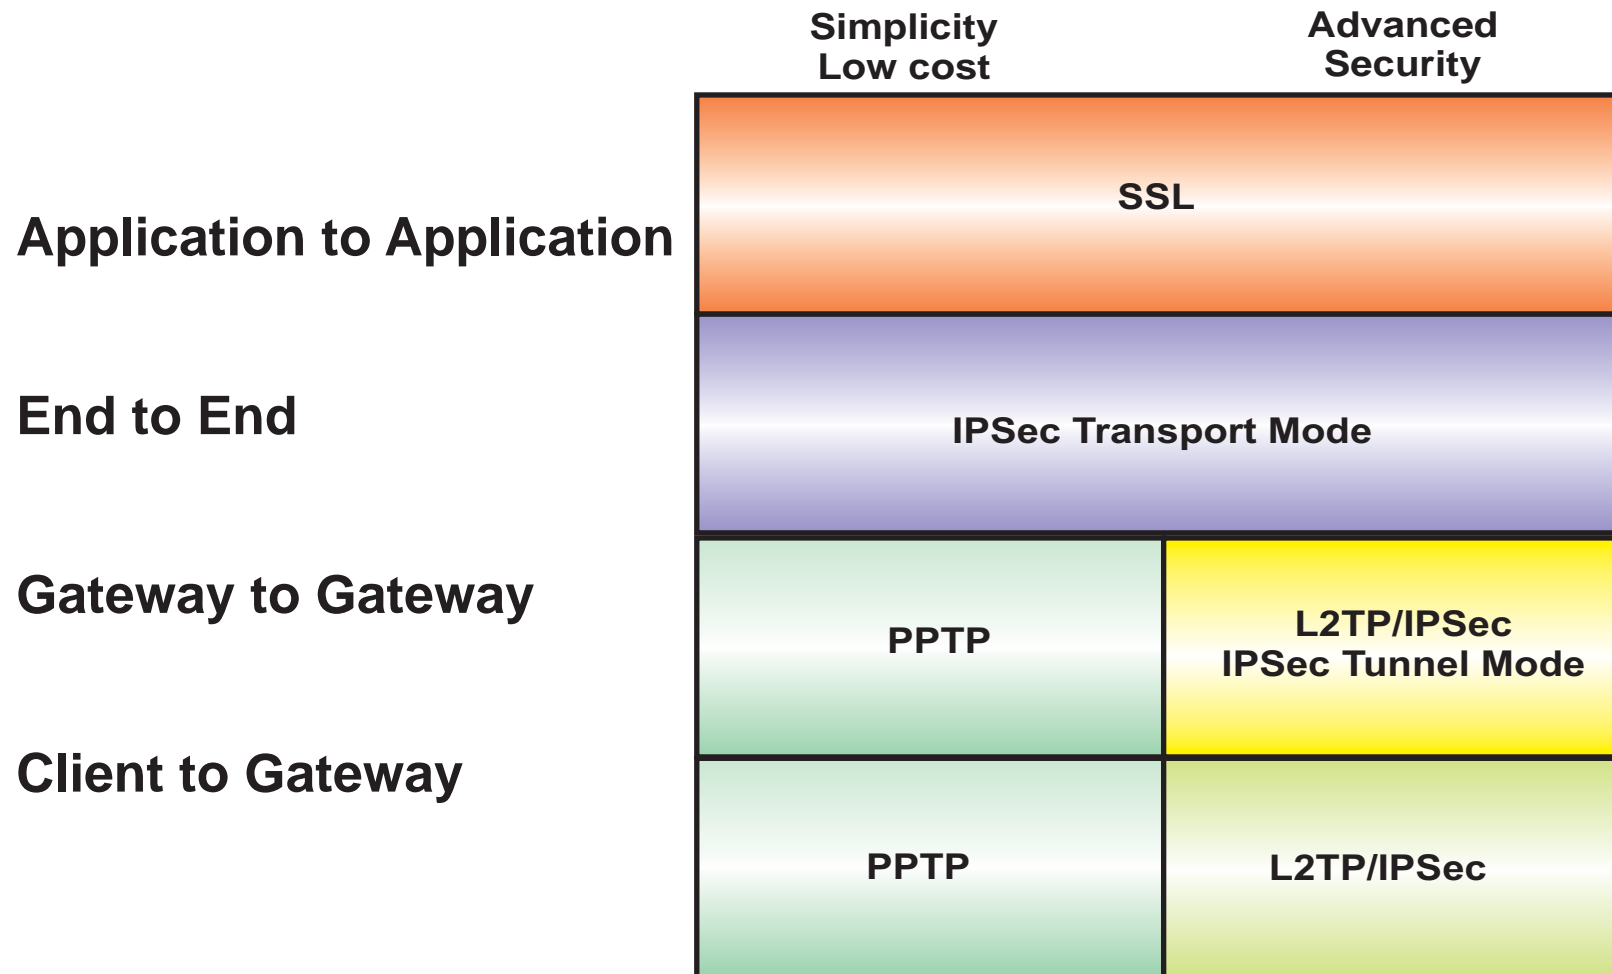 Simplicity
Low cost
Advanced
Security
Application to Application
SSL
End to End
IPSec Transport Mode
Gateway to Gateway
PPTP
L2TP/IPSec
IPSec Tunnel Mode
Client to Gateway
PPTP
L2TP/IPSec